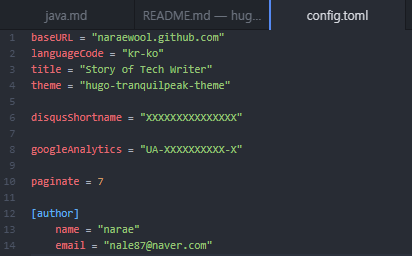 java.md README.md — hug... config.toml
1 baseURL = "naraewool.github.com"
2 languageCode = "kr-ko"
3 title = "Story of Tech Writer"
4 theme = "hugo-tranquilpeak-theme"
5
6 disqusShortname = "XXXXXXXXXXXXXXX"
7
8 googleAnalytics = "UA-XXXXXXXXXX-X"
9
10 paginate = 7
11
12 [author]
13 name = "narae"
14 email = "nale87@naver.com"